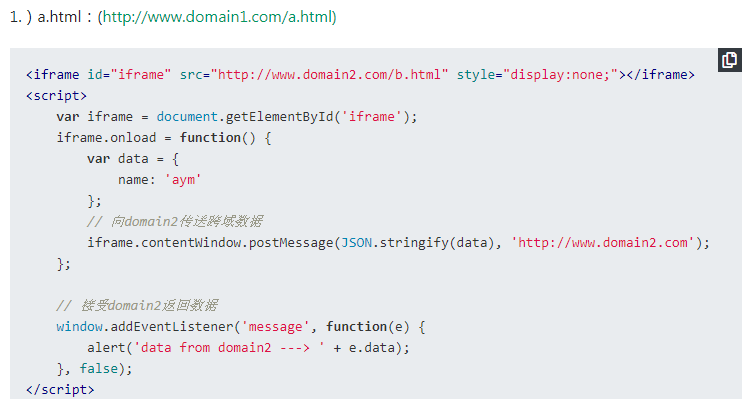 1. ) a.html：(http://www.domain1.com/a.html)
<iframe id="iframe" src="http://www.domain2.com/b.html" style="display:none;"></iframe>
<script>
    var iframe = document.getElementById('iframe');
    iframe.onload = function() {
        var data = {
            name: 'aym'
        };
        // 向domain2传送跨域数据
        iframe.contentWindow.postMessage(JSON.stringify(data), 'http://www.domain2.com');
    };

    // 接受domain2返回数据
    window.addEventListener('message', function(e) {
        alert('data from domain2 ---> ' + e.data);
    }, false);
</script>